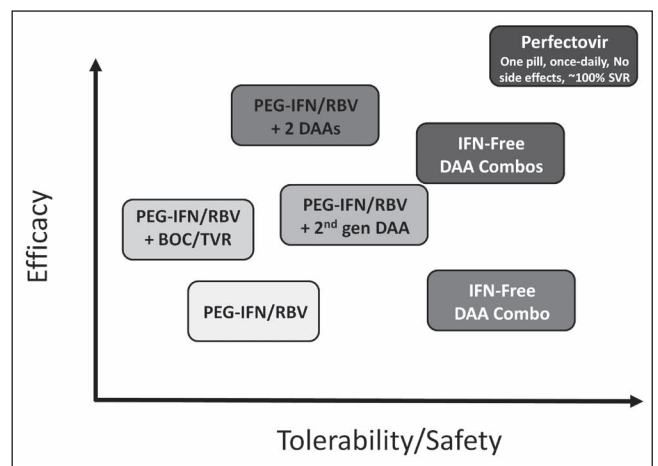 Perfectovir
One pill, once-daily, No
side effects, ~100% SVR
PEG-IFN/RBV
+ 2 DAAs
IFN-Free
DAA Combos
PEG-IFN/RBV
+ 2nd gen DAA
PEG-IFN/RBV
+ BOC/TVR
PEG-IFN/RBV
IFN-Free
DAA Combo
Efficacy
Tolerability/Safety